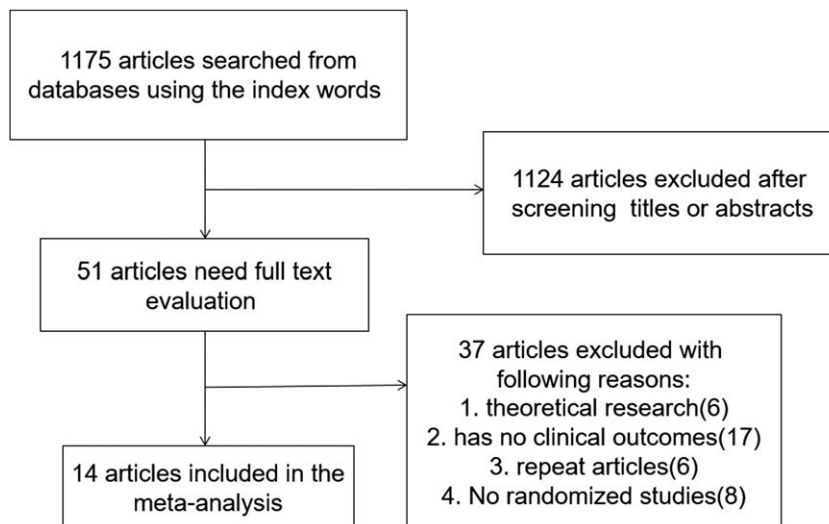 1175 articles searched from
databases using the index words
1124 articles excluded after
screening titles or abstracts
51 articles need full text
evaluation
37 articles excluded with
following reasons:
1. theoretical research(6)
2. has no clinical outcomes(17)
3. repeat articles(6)
4. No randomized studies(8)
14 articles included in the
meta-analysis